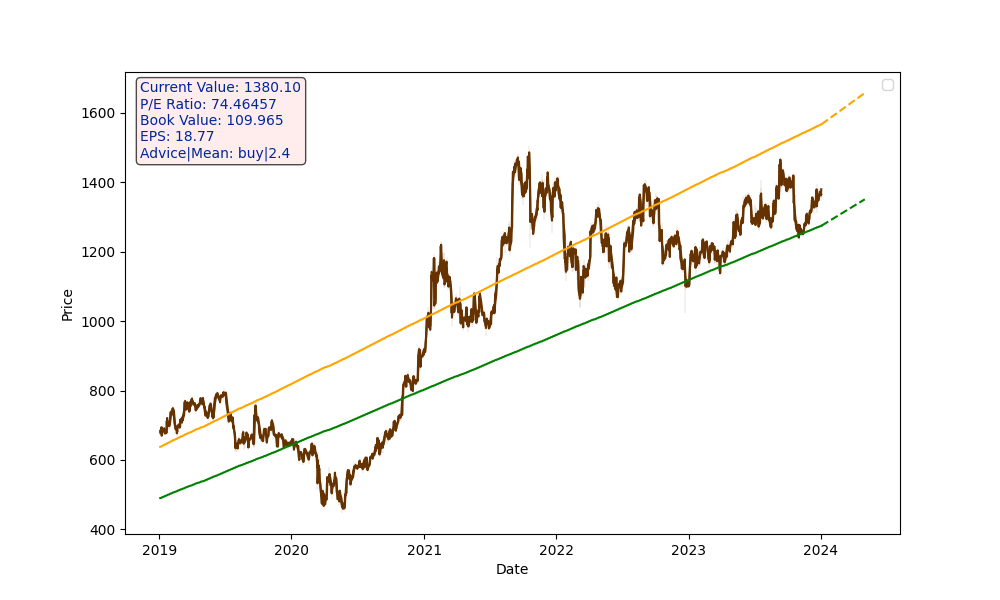 Current Value: 1380.10
P/E Ratio: 74.46457
Book Value: 109.965
EPS: 18.77
Advice|Mean: buy|2.4
1600
1400
1200
1000
800
600
400
Price
2019 2020 2021 2022 2023 2024
Date